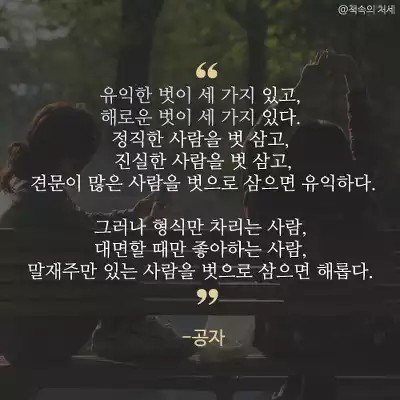 @책속의 처세
“
유익한 벗이 세 가지 있고,
해로운 벗이 세 가지 있다.
정직한 사람을 벗 삼고,
진실한 사람을 벗 삼고,
견문이 많은 사람을 벗으로 삼으면 유익하다.
그러나 형식만 차리는 사람,
대면할 때만 좋아하는 사람,
말재주만 있는 사람을 벗으로 삼으면 해롭다.
”
-공자